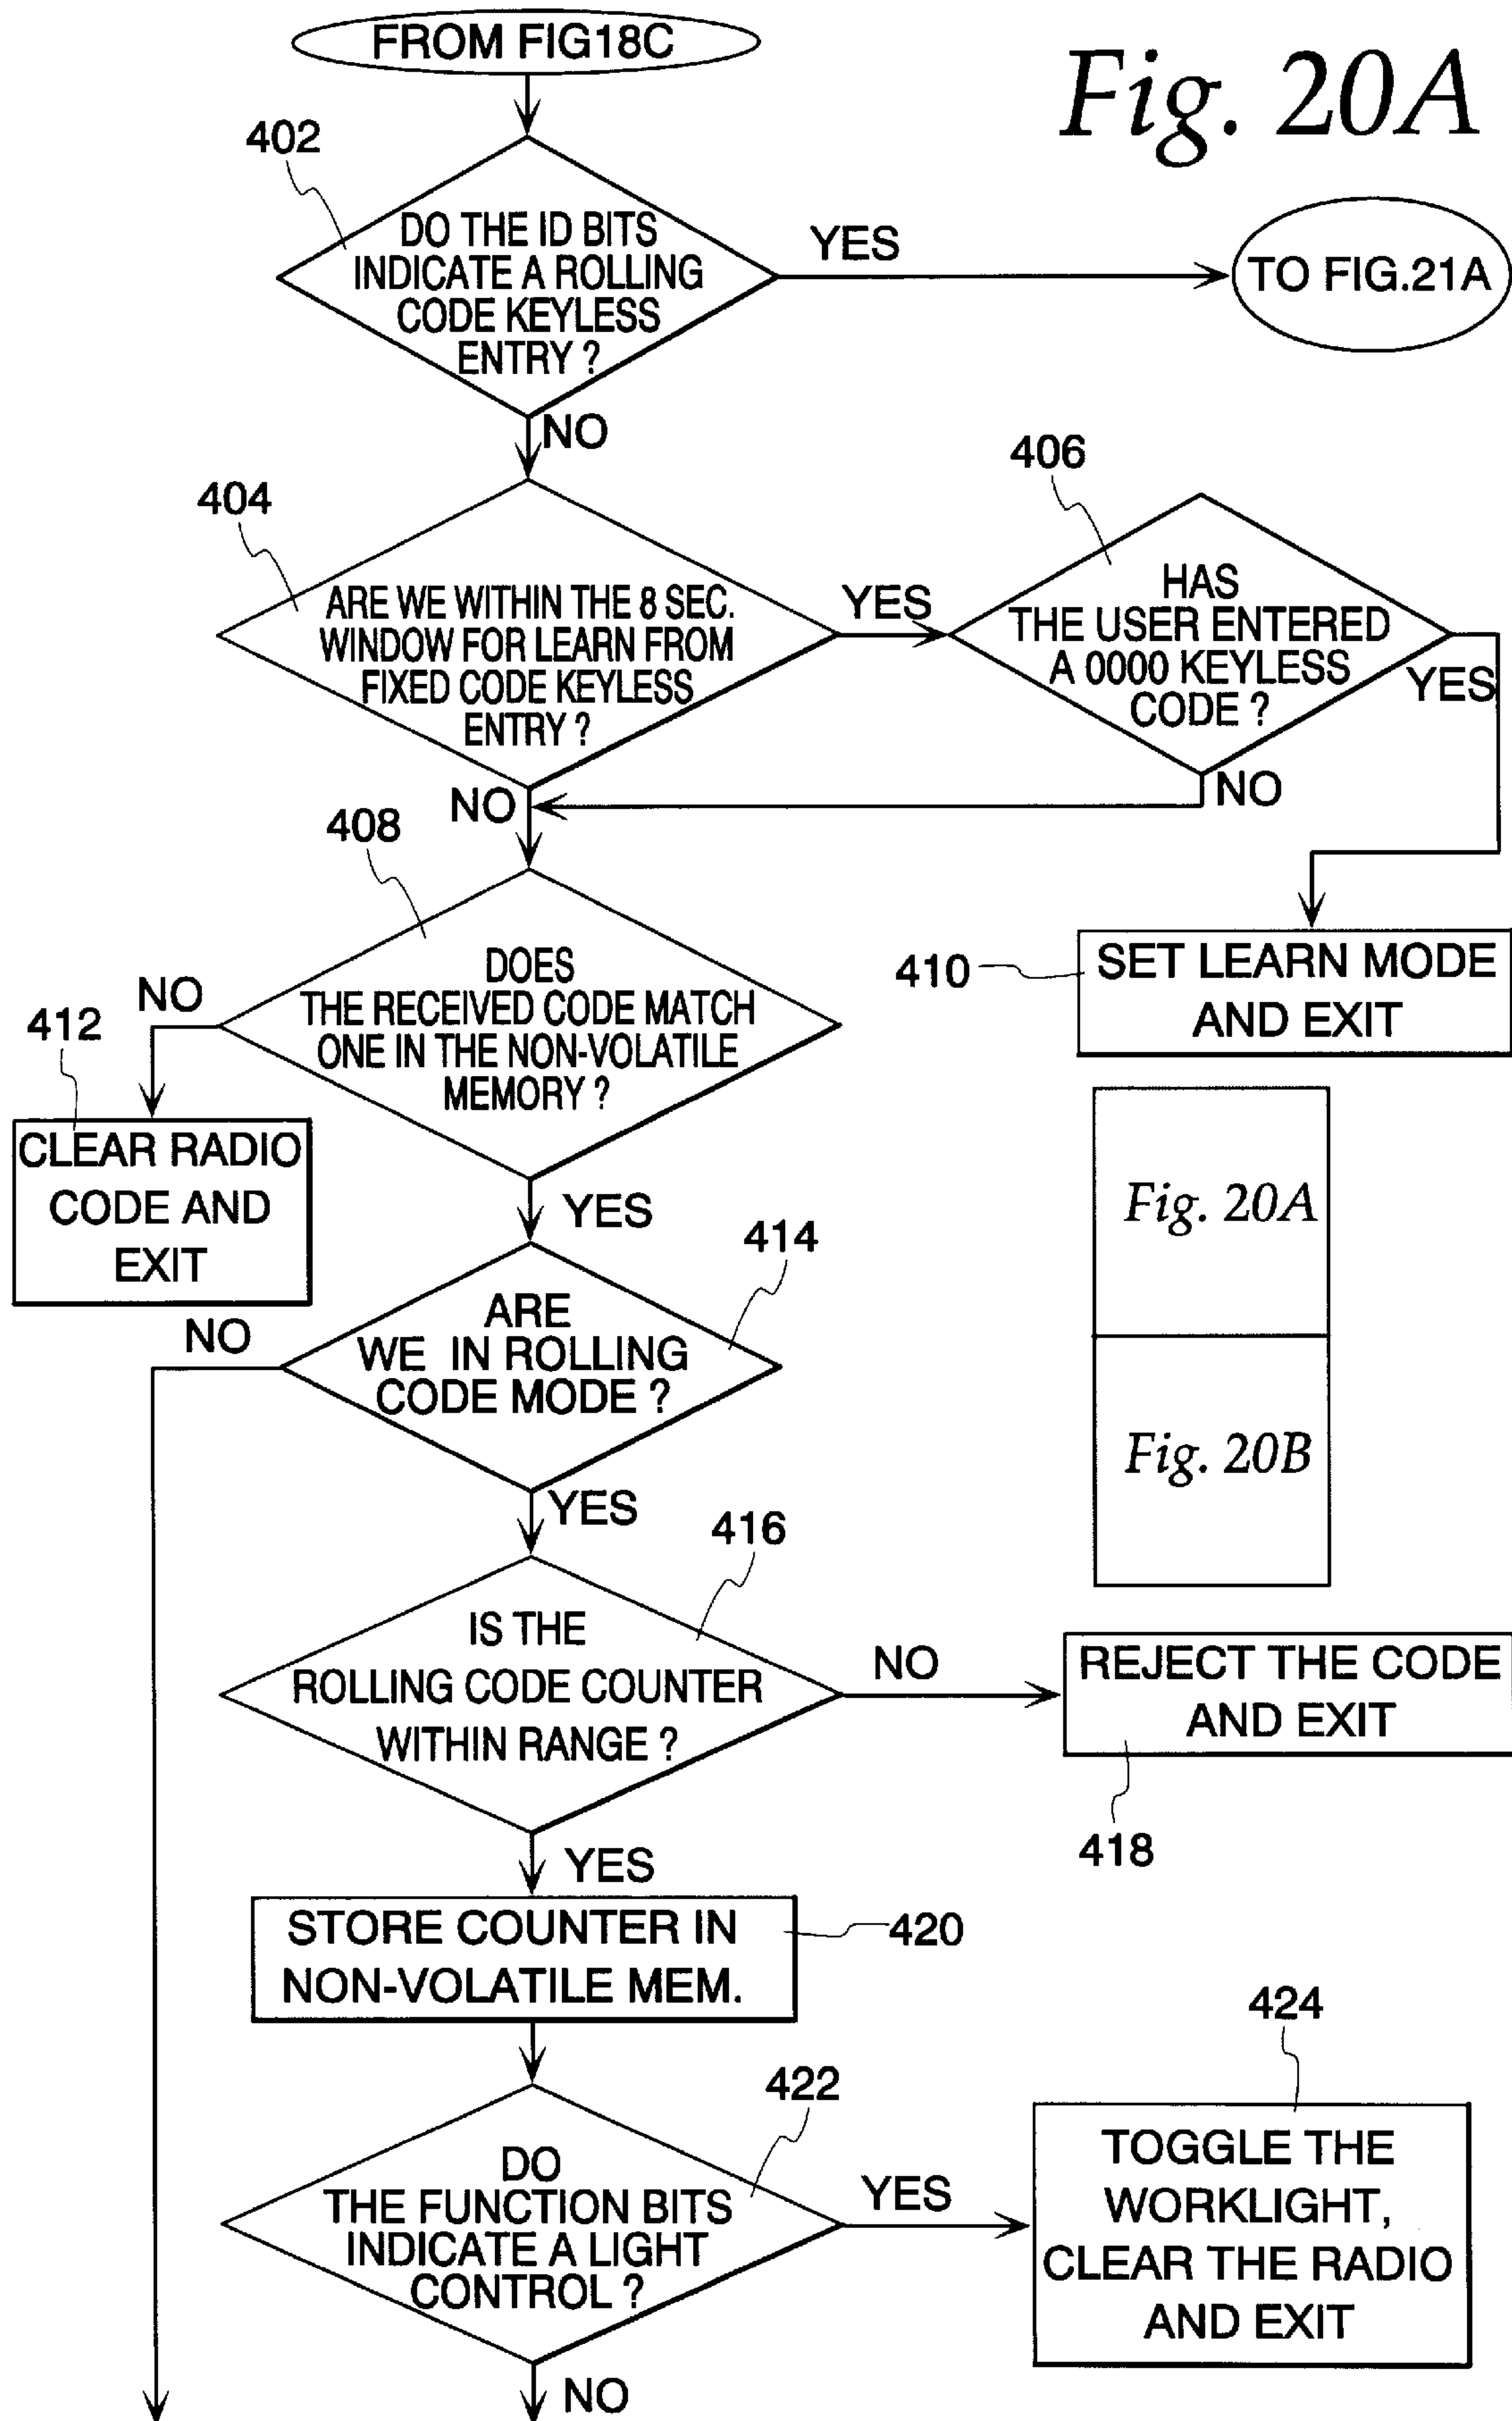 FROM FIG18C
Fig. 20A
402
DO THE ID BITS
INDICATE A ROLLING
CODE KEYLESS
ENTRY ?
YES
TO FIG.21A
NO
404
ARE WE WITHIN THE 8 SEC.
WINDOW FOR LEARN FROM
FIXED CODE KEYLESS
ENTRY ?
YES
406
HAS
THE USER ENTERED
A 0000 KEYLESS
CODE ?
YES
NO
NO
408
DOES
THE RECEIVED CODE MATCH
ONE IN THE NON-VOLATILE
MEMORY ?
410
SET LEARN MODE
AND EXIT
NO
412
CLEAR RADIO
CODE AND
EXIT
YES
Fig. 20A
Fig. 20B
414
ARE
WE IN ROLLING
CODE MODE ?
NO
YES
416
IS THE
ROLLING CODE COUNTER
WITHIN RANGE ?
NO
REJECT THE CODE
AND EXIT
418
YES
STORE COUNTER IN
NON-VOLATILE MEM.
420
422
DO
THE FUNCTION BITS
INDICATE A LIGHT
CONTROL ?
YES
424
TOGGLE THE
WORKLIGHT,
CLEAR THE RADIO
AND EXIT
NO